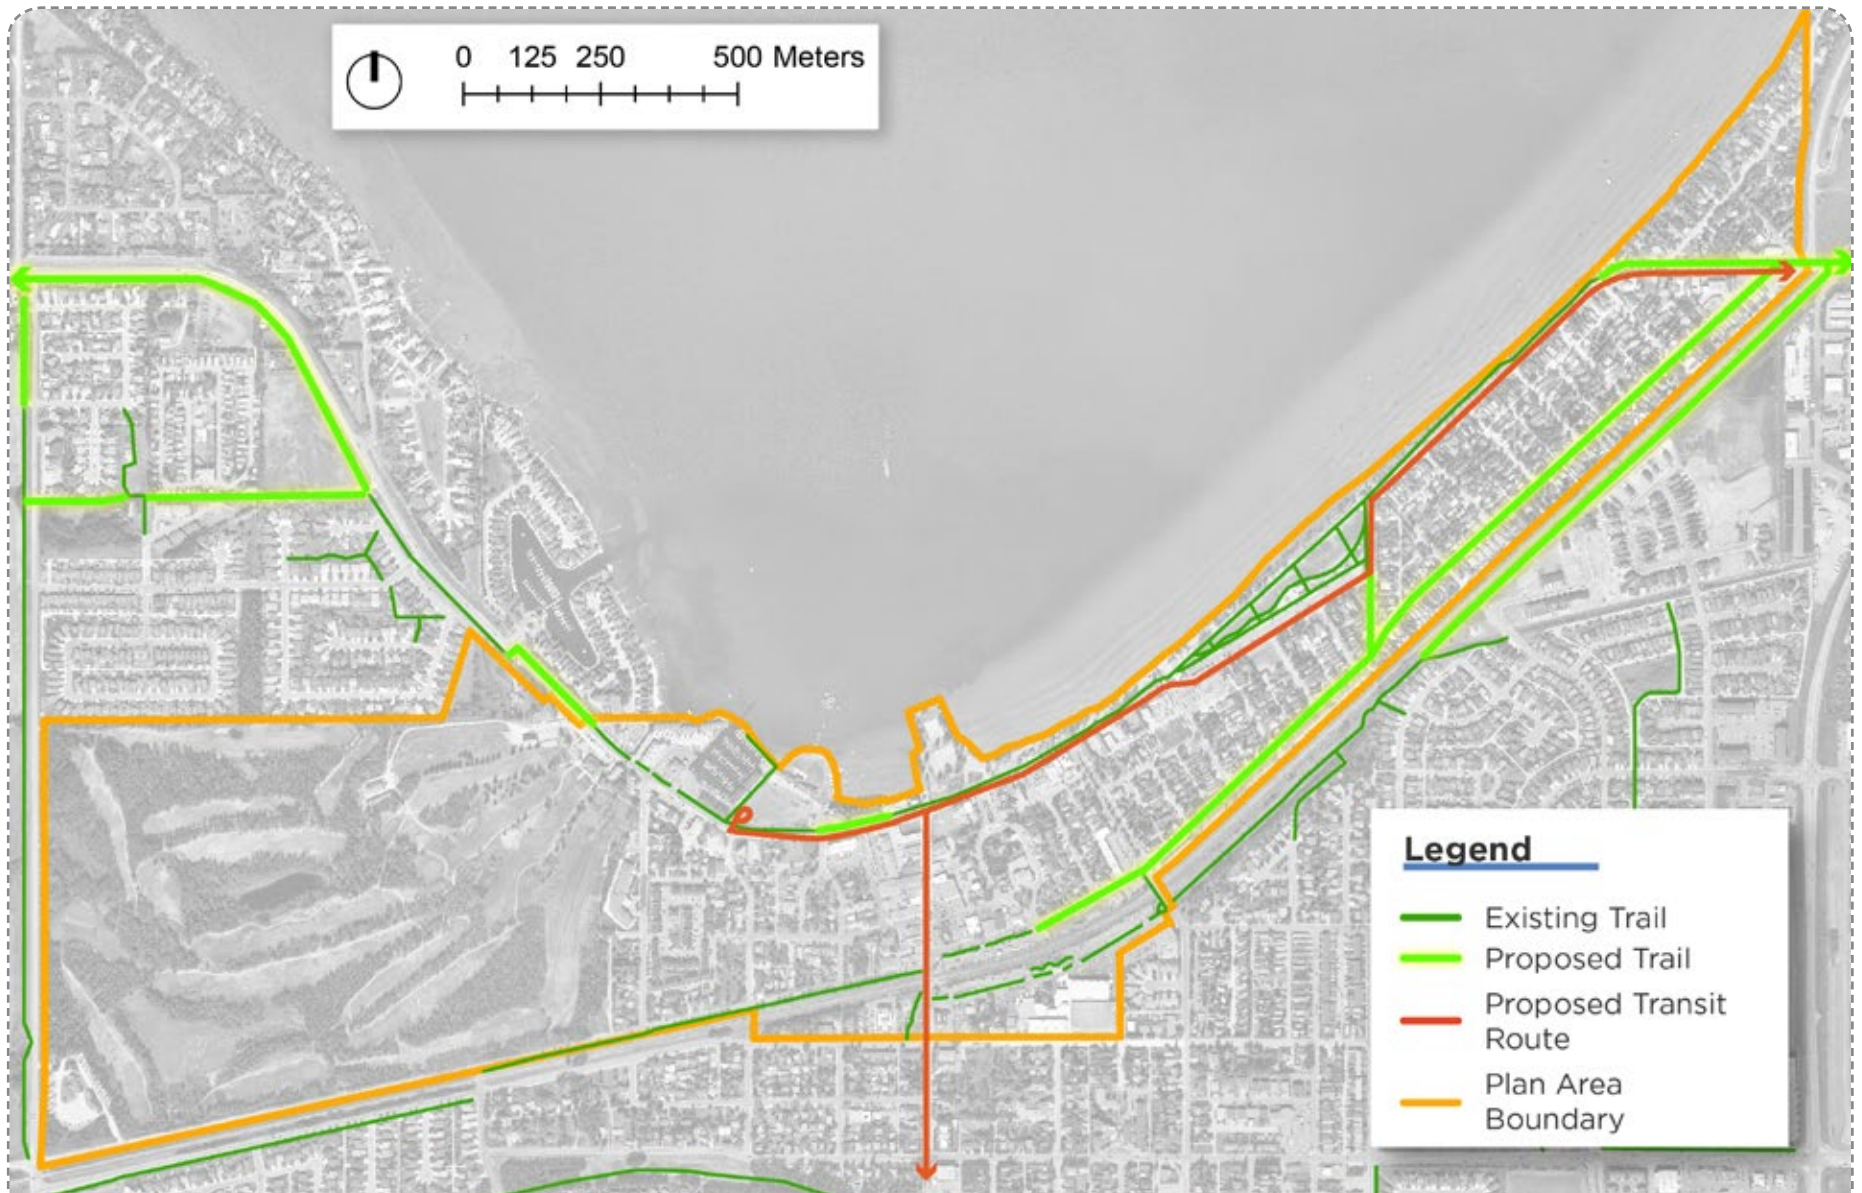 0 125 250 500 Meters
Legend
Existing Trail
Proposed Trail
Proposed Transit
Route
Plan Area
Boundary